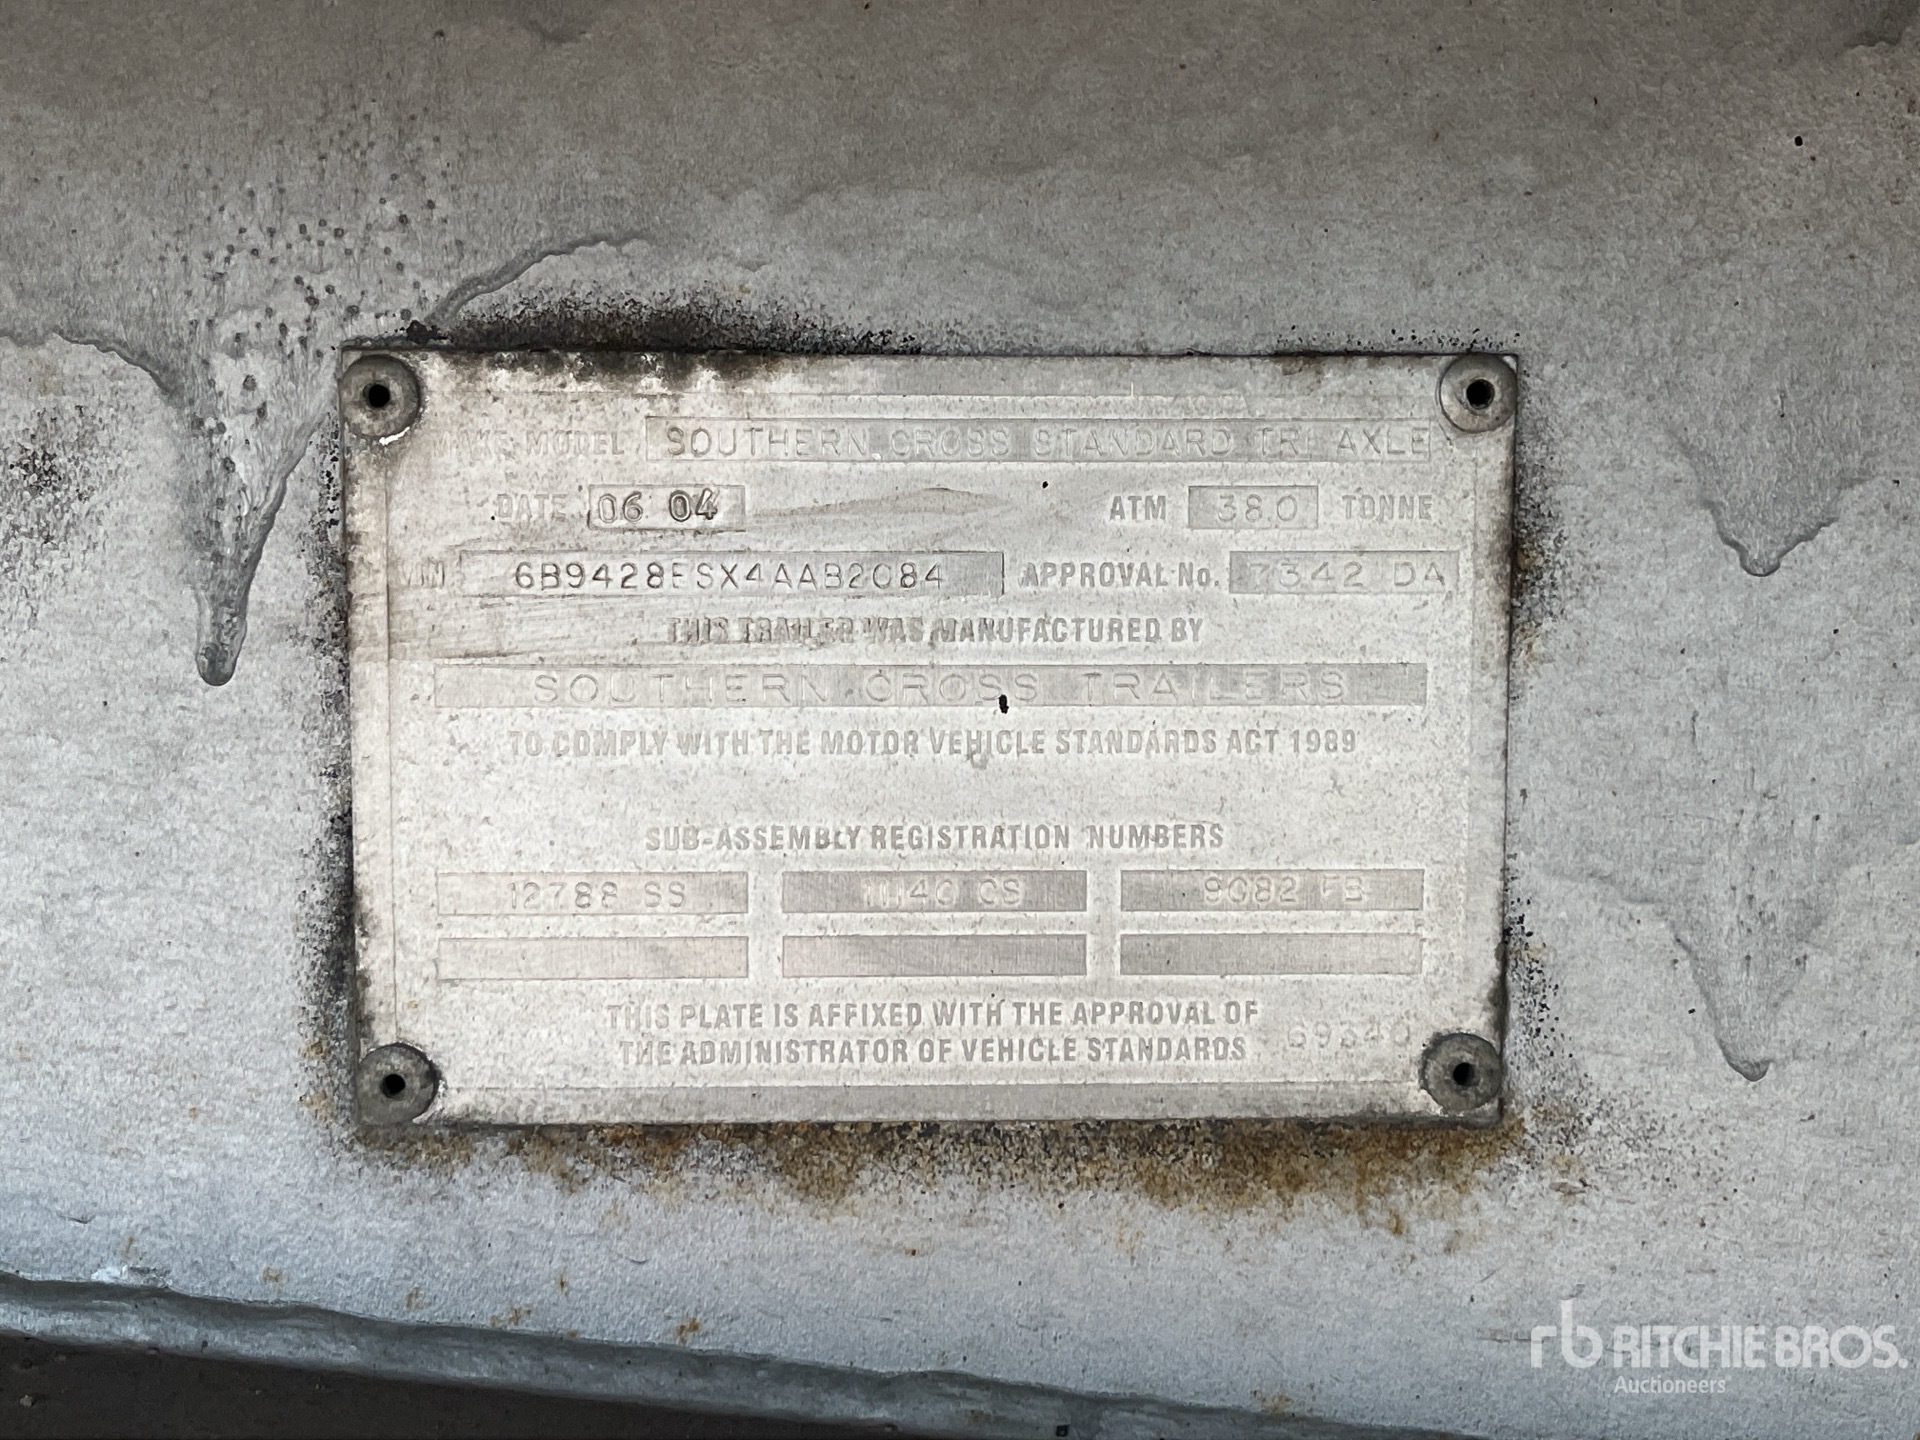 MAKE MODEL SOUTHERN CROSS STANDARD TRI AXLE
DATE 06 04 ATM 38.0 TONNE
VIN 6B9428ESX4AAB2084 APPROVAL No. 7342 DA
THIS TRAILER WAS MANUFACTURED BY
SOUTHERN CROSS TRAILERS
TO COMPLY WITH THE MOTOR VEHICLE STANDARDS ACT 1989
SUB-ASSEMBLY REGISTRATION NUMBERS
12788 SS 11140 CS 9082 FB
THIS PLATE IS AFFIXED WITH THE APPROVAL OF
THE ADMINISTRATOR OF VEHICLE STANDARDS 69340
rb RITCHIE BROS.
Auctioneers